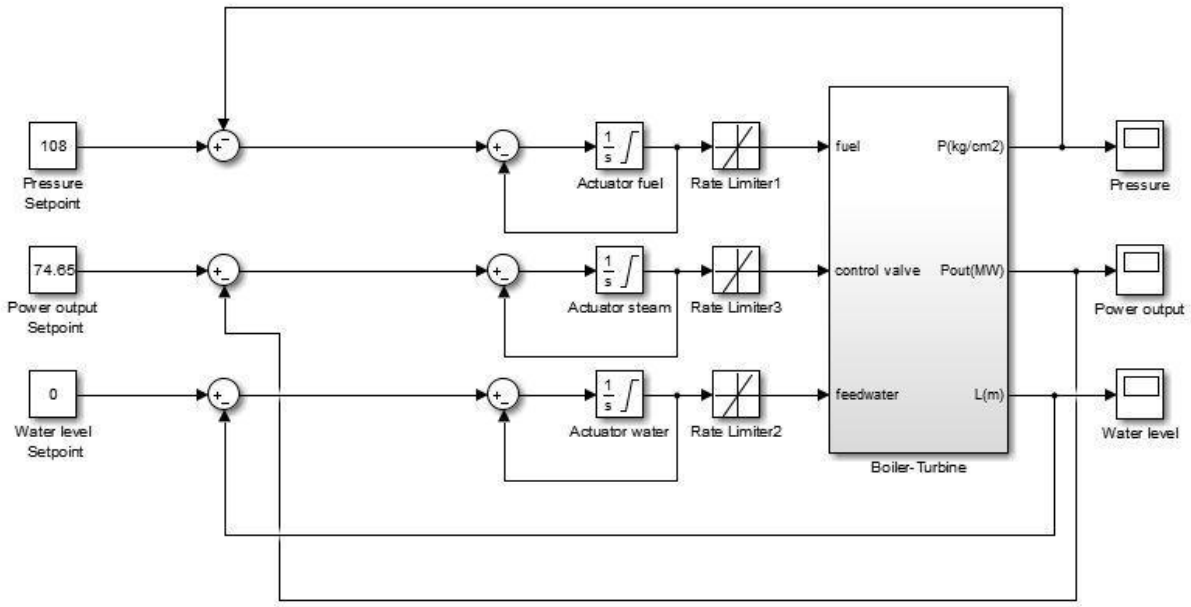 108
Pressure
Setpoint
74.65
Power output
Setpoint
0
Water level
Setpoint
1
s
Actuator fuel
Rate Limiter1
1
s
Actuator steam
Rate Limiter3
1
s
Actuator water
Rate Limiter2
fuel
P(kg/cm2)
control valve
Pout(MW)
feedwater
L(m)
Boiler-Turbine
Pressure
Power output
Water level